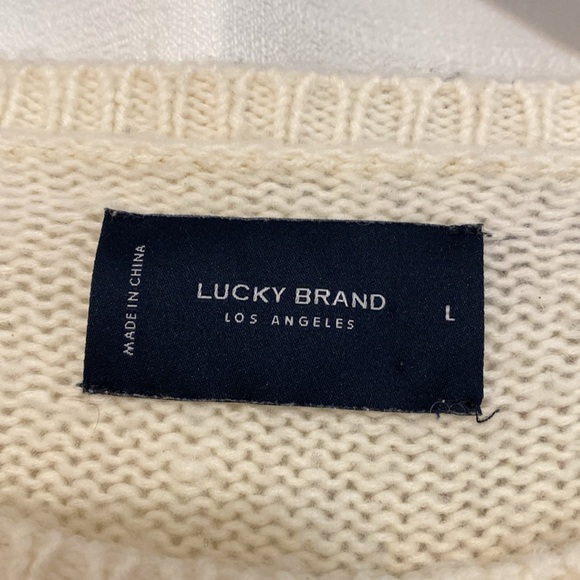 MADE IN CHINA
LUCKY BRAND
LOS ANGELES
L